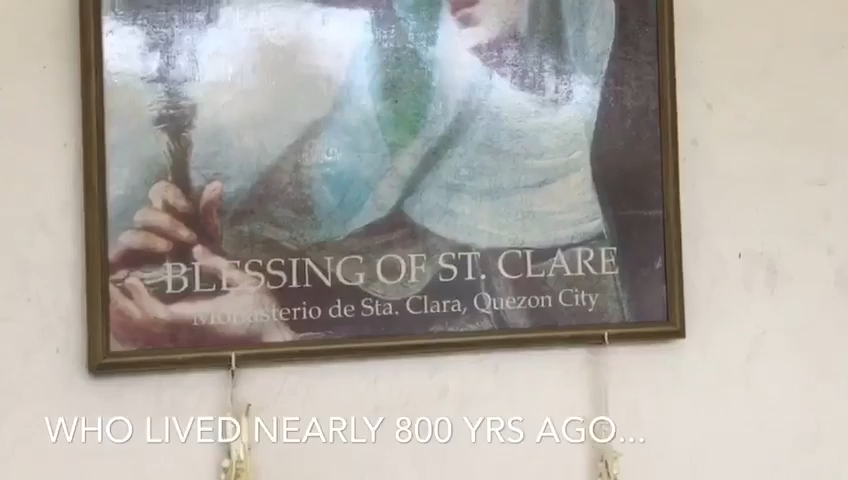 BLESSING OF ST. CLARE
Monasterio de Sta. Clara, Quezon City
WHO LIVED NEARLY 800 YRS AGO...